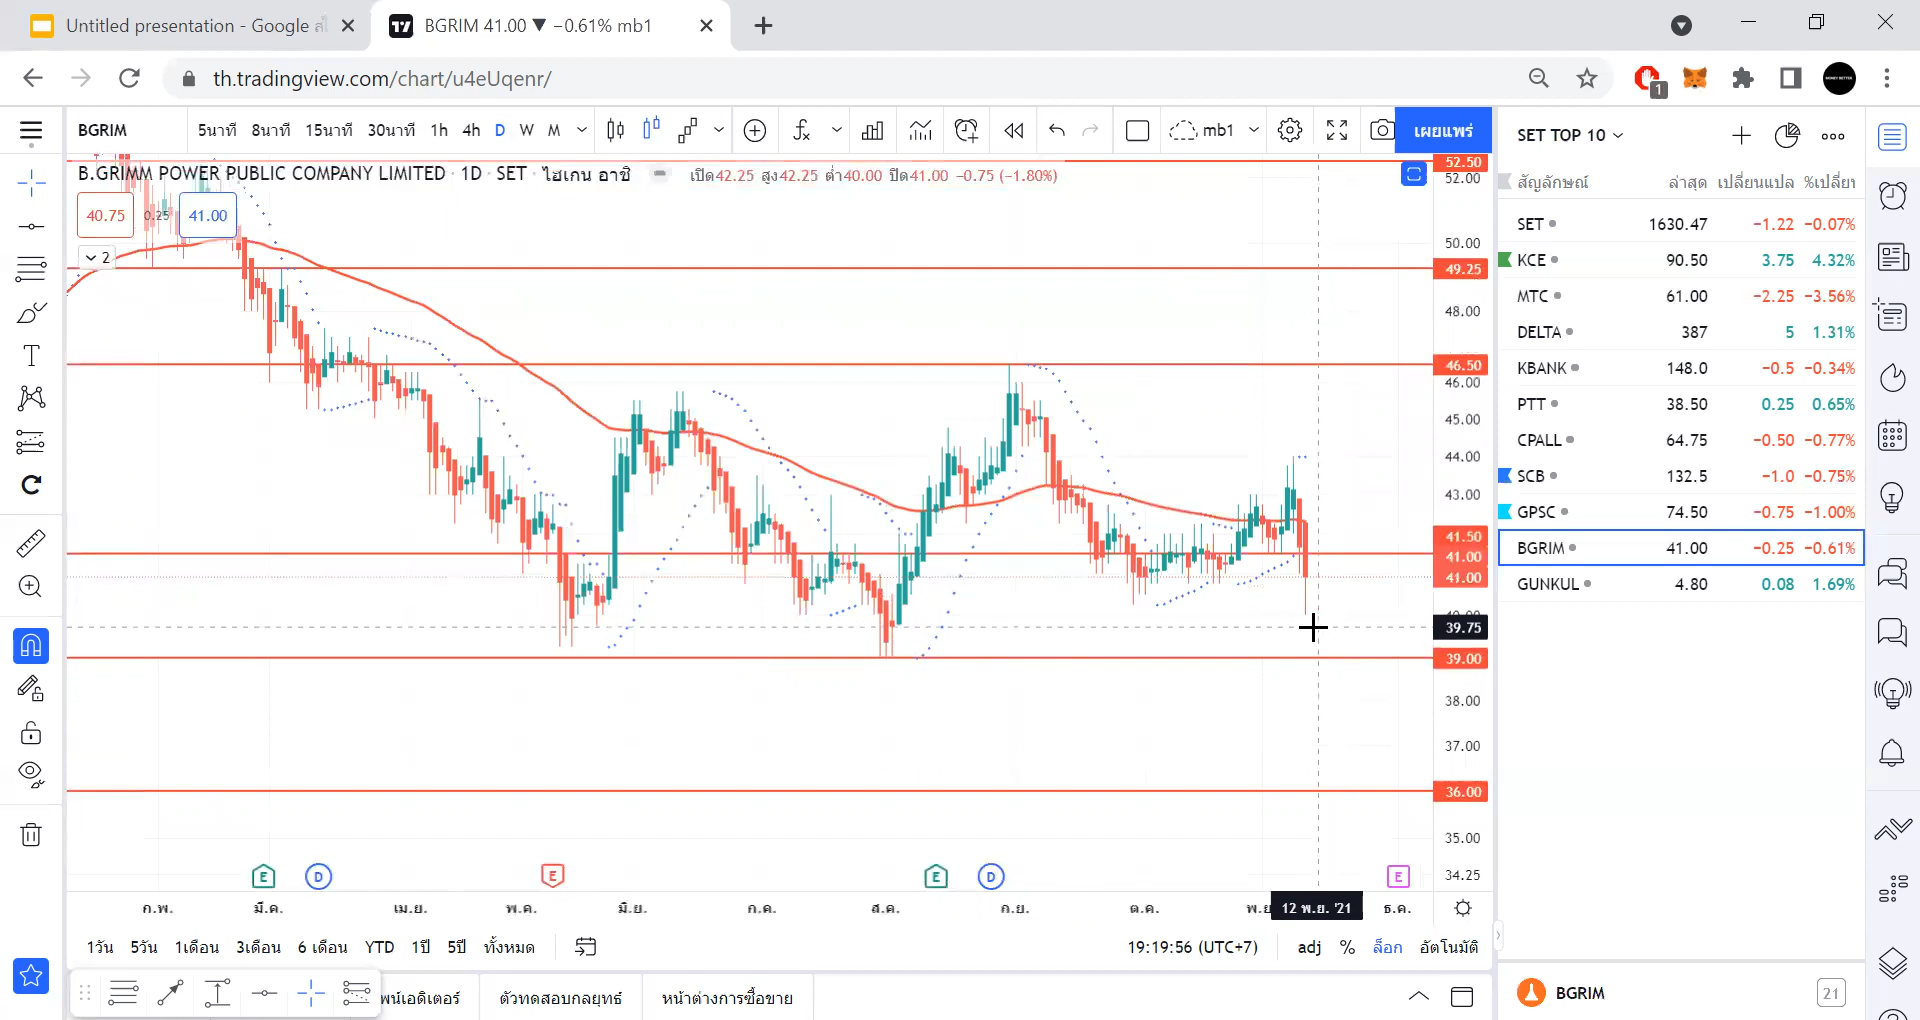 Untitled presentation - Google ส
BGRIM 41.00 ▼ −0.61% mb1
th.tradingview.com/chart/u4eUqenr/
1
BGRIM
5นาที 8นาที 15นาที 30นาที 1h 4h D W M
mb1
เผยแพร่
SET TOP 10
B.GRIMM POWER PUBLIC COMPANY LIMITED · 1D · SET · ไฮเกน อาชิ
เปิด42.25 สูง42.25 ต่ำ40.00 ปิด41.00 −0.75 (−1.80%)
40.75 0.25 41.00
2
52.50
52.00
50.00
49.25
48.00
46.50
46.00
45.00
44.00
43.00
41.50
41.00
41.00
40.00
39.75
39.00
38.00
37.00
36.00
35.00
34.25
สัญลักษณ์ ล่าสุด เปลี่ยนแปล %เปลี่ยน
SET 1630.47 −1.22 −0.07%
KCE 90.50 3.75 4.32%
MTC 61.00 −2.25 −3.56%
DELTA 387 5 1.31%
KBANK 148.0 −0.5 −0.34%
PTT 38.50 0.25 0.65%
CPALL 64.75 −0.50 −0.77%
SCB 132.5 −1.0 −0.75%
GPSC 74.50 −0.75 −1.00%
BGRIM 41.00 −0.25 −0.61%
GUNKUL 4.80 0.08 1.69%
E D E E D E
ก.พ. มี.ค. เม.ย. พ.ค. มิ.ย. ก.ค. ส.ค. ก.ย. ต.ค. พ.ย 12 พ.ย. '21 ธ.ค.
1วัน 5วัน 1เดือน 3เดือน 6 เดือน YTD 1ปี 5ปี ทั้งหมด
19:19:56 (UTC+7) adj % ล็อก อัตโนมัติ
พน์เอดิเตอร์ ตัวทดสอบกลยุทธ์ หน้าต่างการซื้อขาย
BGRIM
21